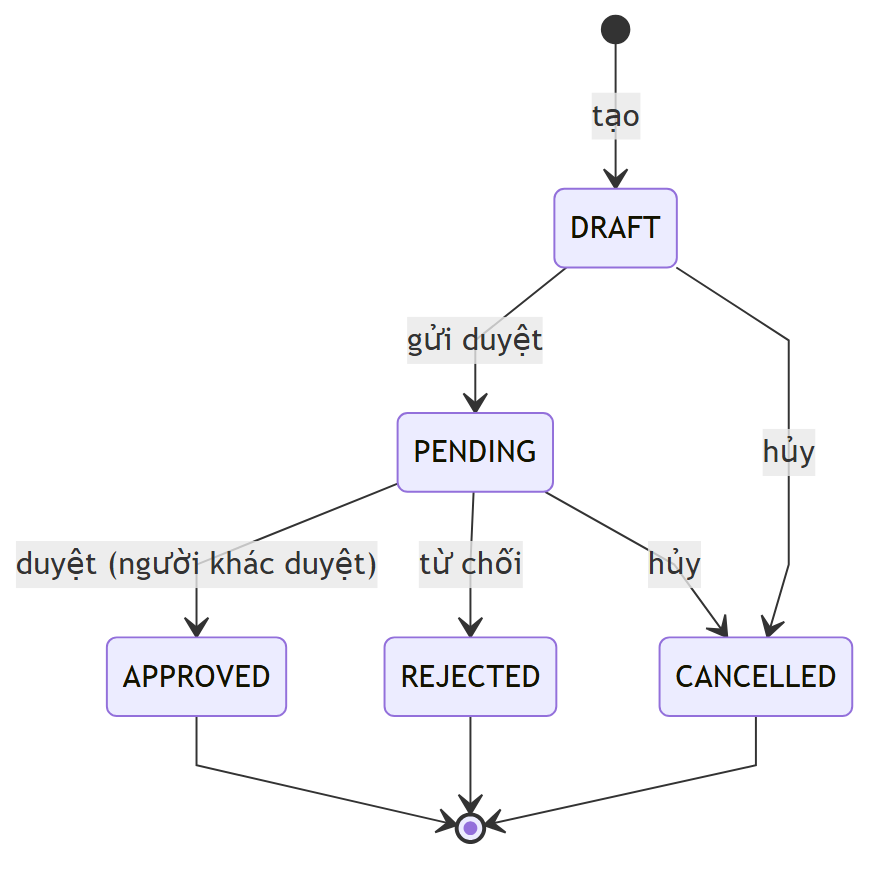 tạo
DRAFT
gửi duyệt
PENDING
hủy
duyệt (người khác duyệt)
từ chối
hủy
APPROVED
REJECTED
CANCELLED